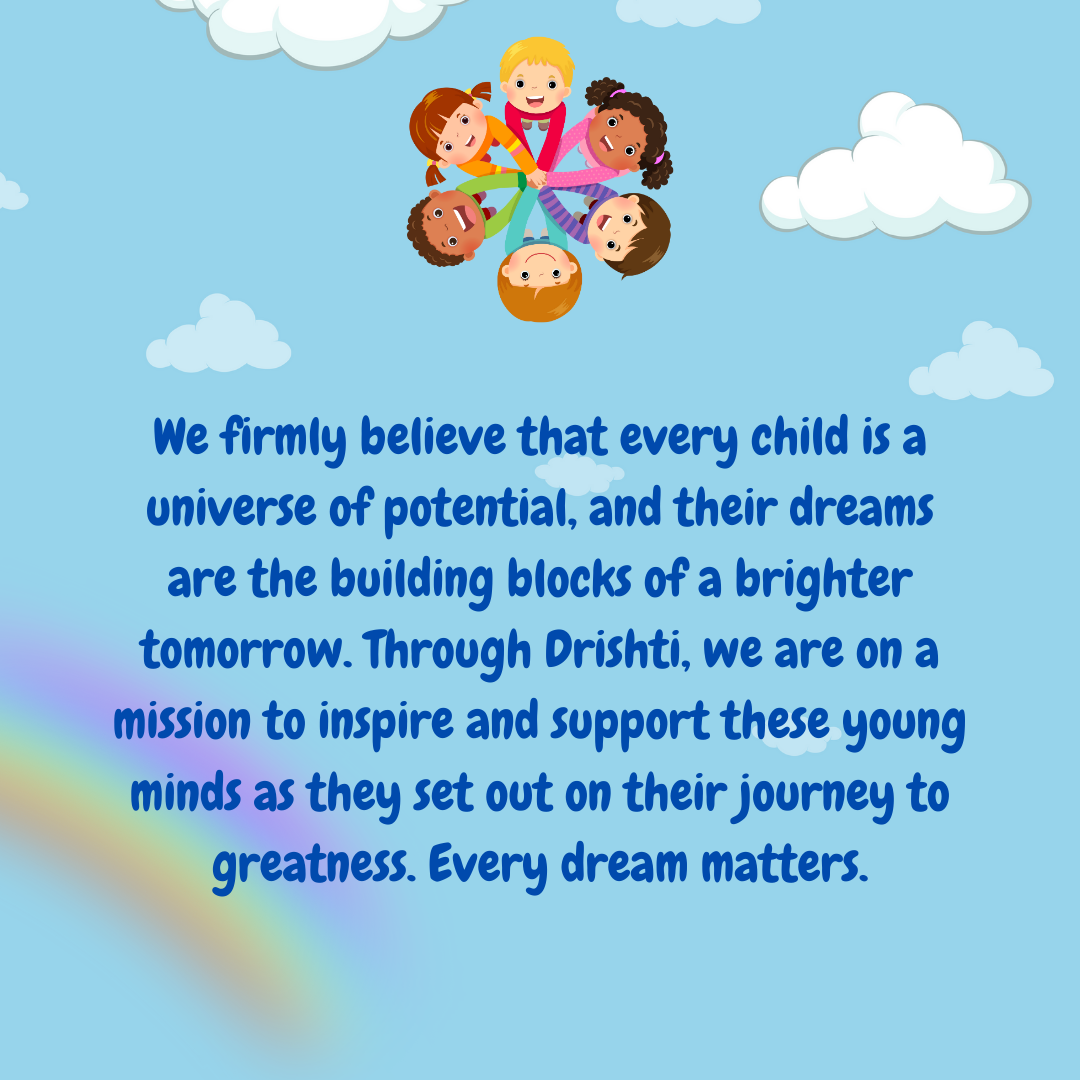 We firmly believe that every child is a
universe of potential, and their dreams
are the building blocks of a brighter
tomorrow. Through Drishti, we are on a
mission to inspire and support these young
minds as they set out on their journey to
greatness. Every dream matters.